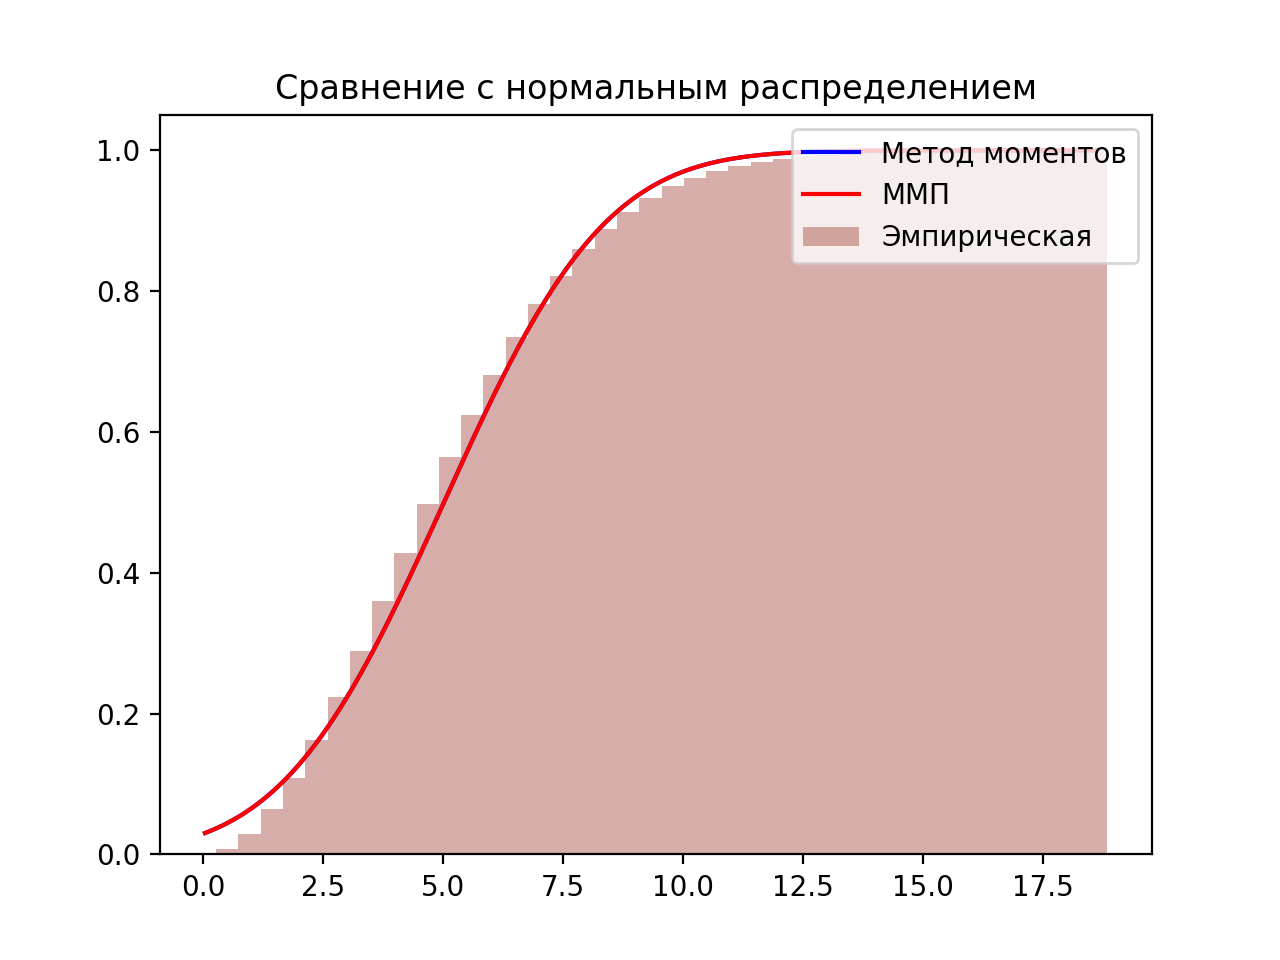 Сравнение с нормальным распределением
1.0
0.8
0.6
0.4
0.2
0.0
Метод моментов
ММП
Эмпирическая
0.0 2.5 5.0 7.5 10.0 12.5 15.0 17.5